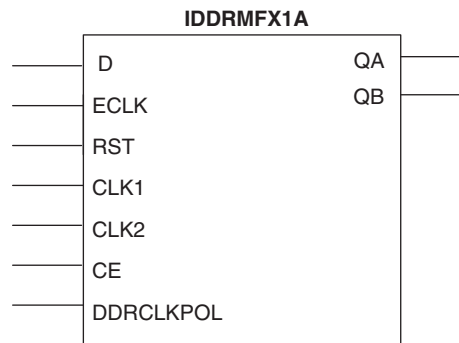 IDDRMFX1A
D
QA
ECLK
QB
RST
CLK1
CLK2
CE
DDRCLKPOL